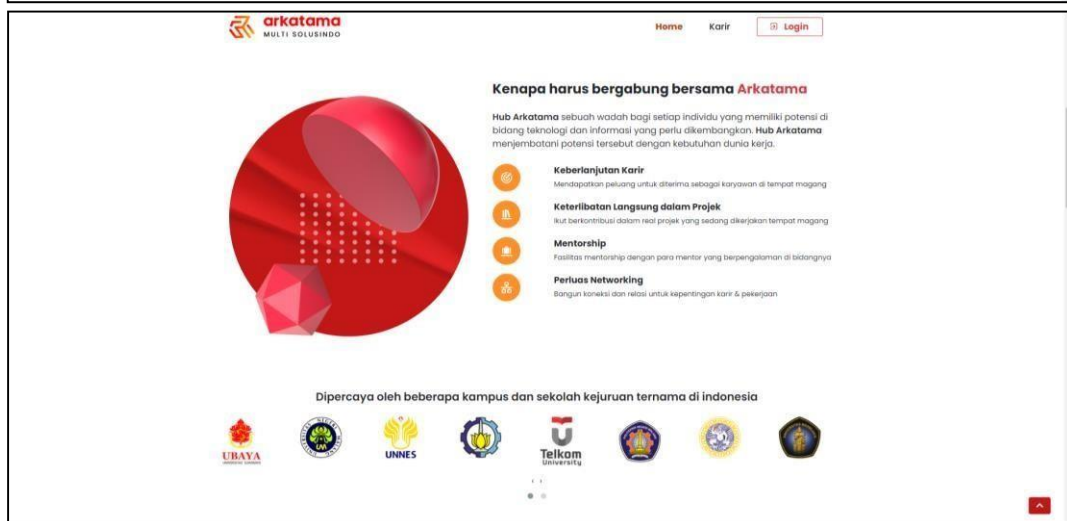 arkatama
MULTI SOLUSINDO
Home
Karir
Login
Kenapa harus bergabung bersama Arkatama
Hub Arkatama sebuah wadah bagi setiap individu yang memiliki potensi di
bidang teknologi dan informasi yang perlu dikembangkan. Hub Arkatama
menjembatani potensi tersebut dengan kebutuhan dunia kerja.
Keberlanjutan Karir
Mendapatkan peluang untuk diterima sebagai karyawan di tempat magang
Keterlibatan Langsung dalam Projek
Ikut berkontribusi dalam real projek yang sedang dikerjakan tempat magang
Mentorship
Fasilitas mentorship dengan para mentor yang berpengalaman di bidangnya
Perluas Networking
Bangun koneksi dan relasi untuk kepentingan karir & pekerjaan
Dipercaya oleh beberapa kampus dan sekolah kejuruan ternama di indonesia
UBAYA
UNNES
Telkom
University